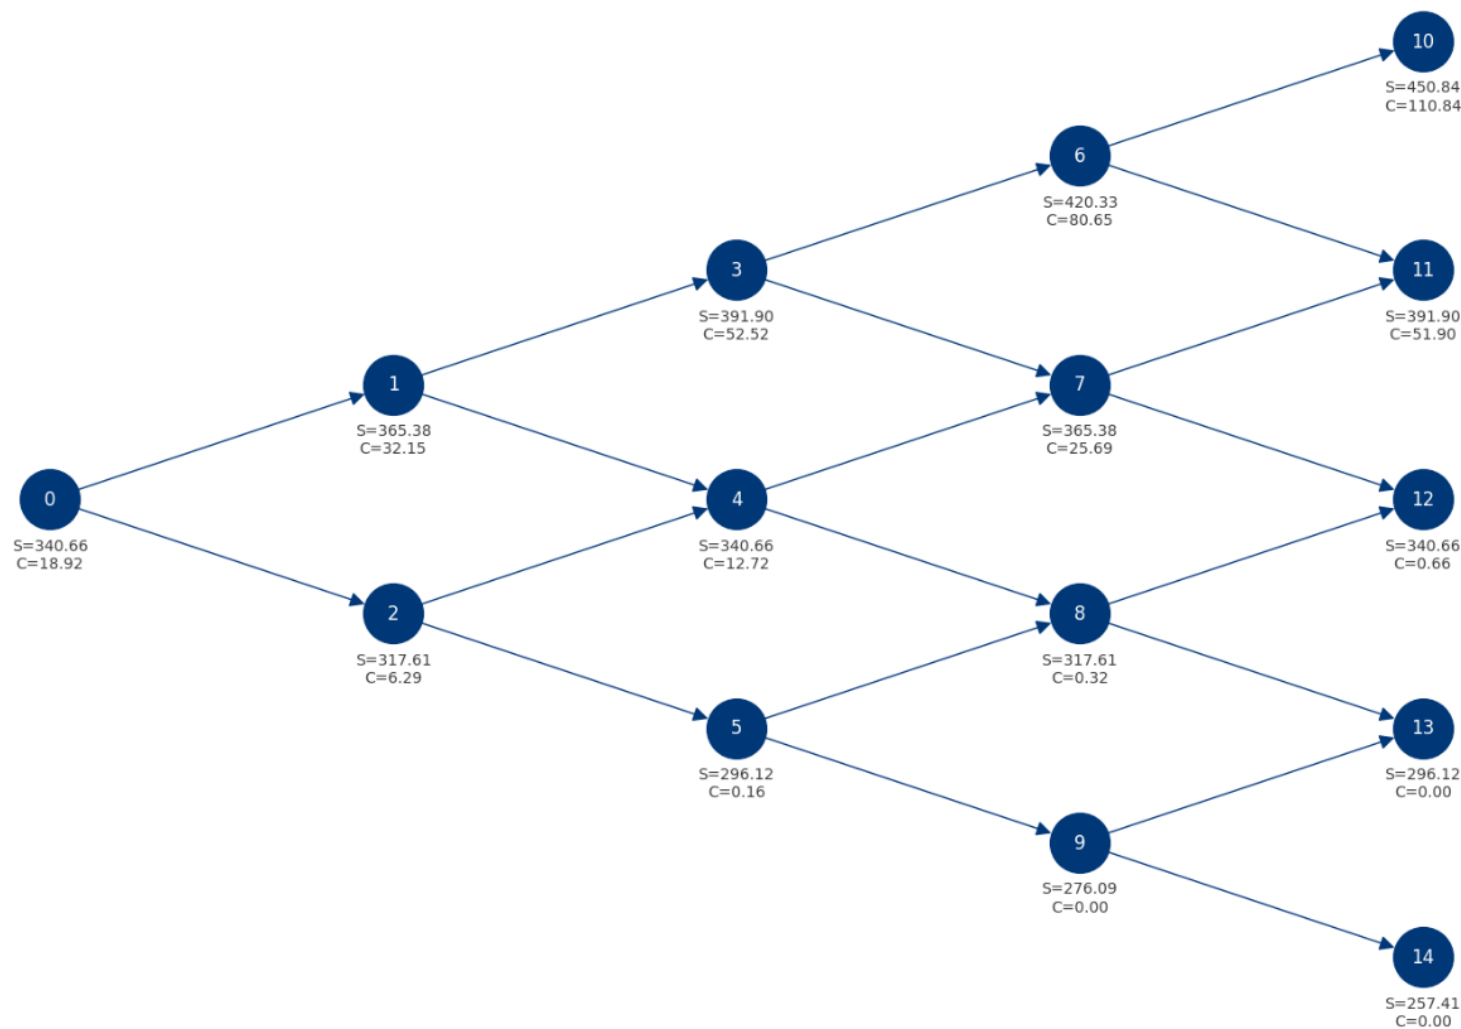 10
S=450.84
C=110.84
6
S=420.33
C=80.65
3
S=391.90
C=52.52
11
S=391.90
C=51.90
1
S=365.38
C=32.15
7
S=365.38
C=25.69
0
S=340.66
C=18.92
4
S=340.66
C=12.72
12
S=340.66
C=0.66
2
S=317.61
C=6.29
8
S=317.61
C=0.32
5
S=296.12
C=0.16
13
S=296.12
C=0.00
9
S=276.09
C=0.00
14
S=257.41
C=0.00